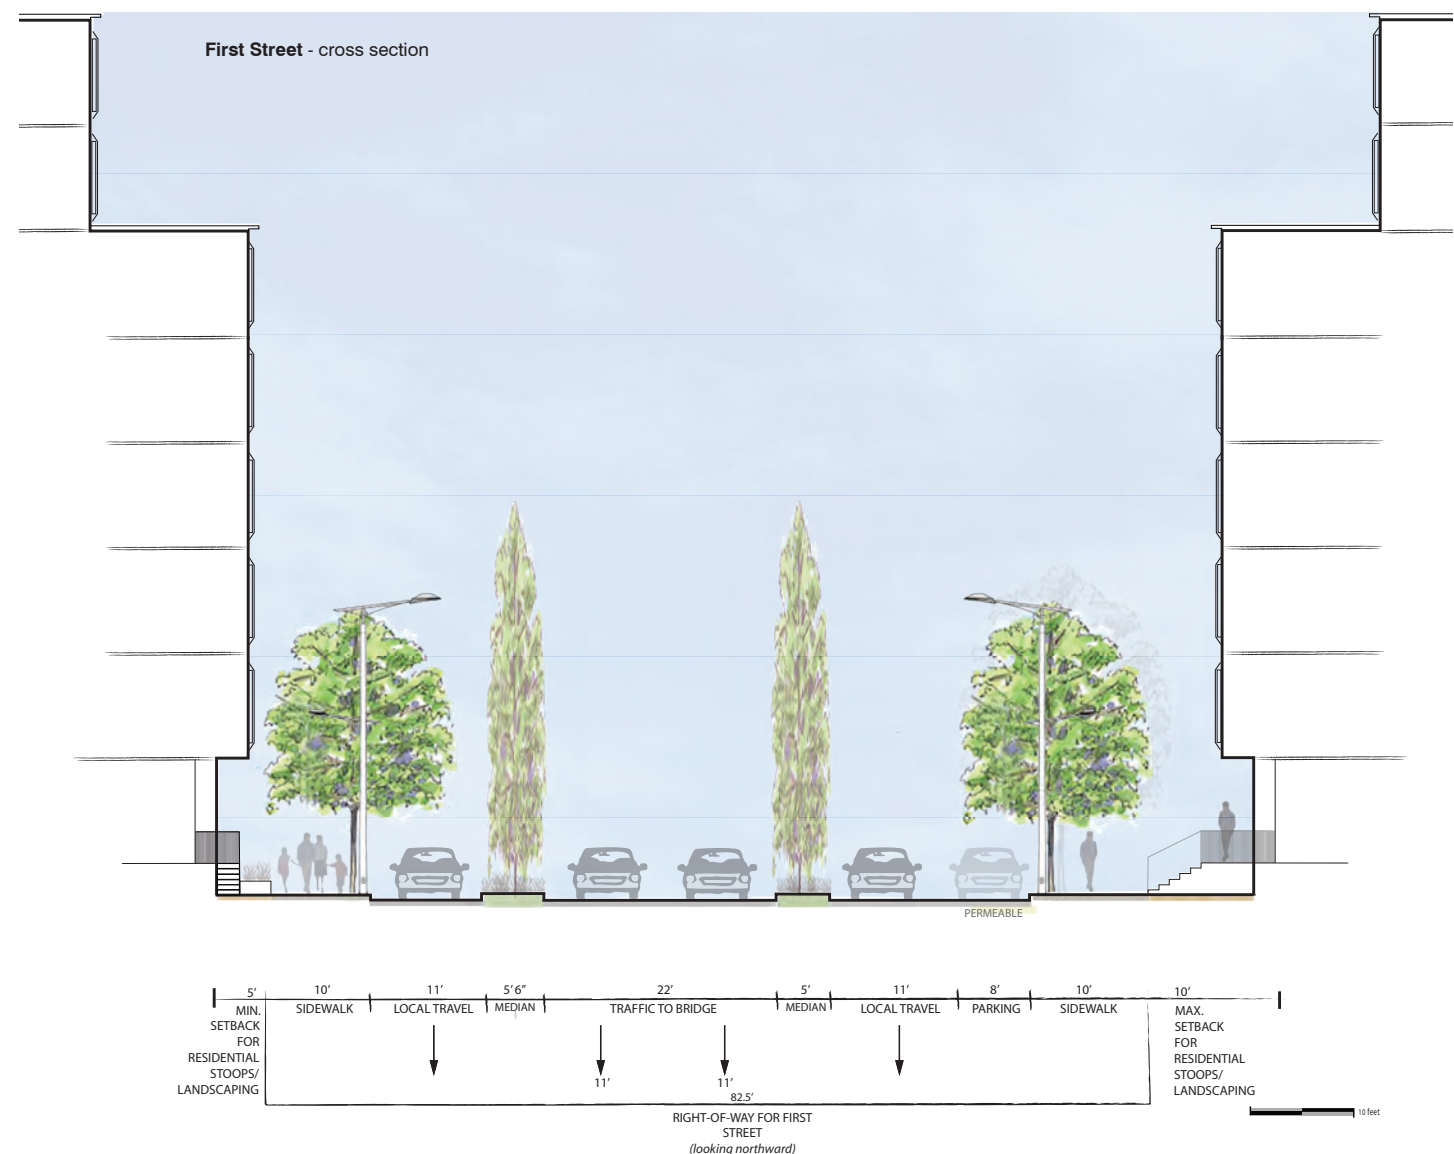 First Street - cross section
PERMEABLE
5’ 10’ 11’ 5’ 6” 22’ 5’ 11’ 8’ 10’ 10’
MIN.
SETBACK
FOR
RESIDENTIAL
STOOPS/
LANDSCAPING
SIDEWALK LOCAL TRAVEL MEDIAN TRAFFIC TO BRIDGE MEDIAN LOCAL TRAVEL PARKING SIDEWALK
MAX.
SETBACK
FOR
RESIDENTIAL
STOOPS/
LANDSCAPING
11’ 11’
82.5’
RIGHT-OF-WAY FOR FIRST
STREET
(looking northward)
10 feet